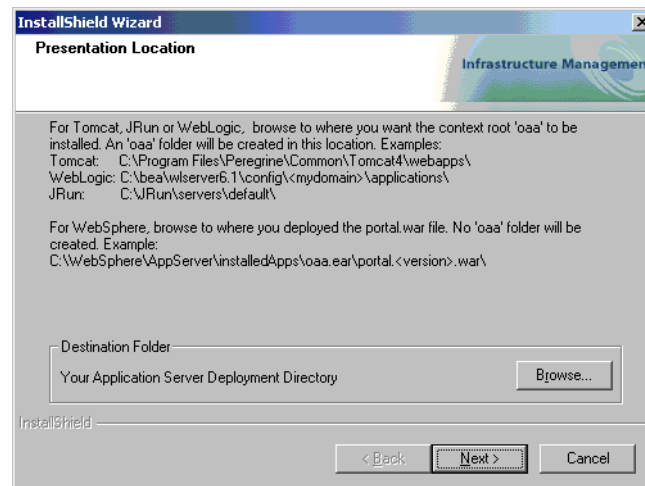 InstallShield Wizard
Presentation Location
Infrastructure Management
For Tomcat, JRun or WebLogic, browse to where you want the context root 'oaa' to be
installed. An 'oaa' folder will be created in this location. Examples:
Tomcat: C:\Program Files\Peregrine\Common\Tomcat4\webapps\
WebLogic: C:\bea\wlserver6.1\config\<mydomain>\applications\
JRun: C:\JRun\servers\default\
For WebSphere, browse to where you deployed the portal.war file. No 'oaa' folder will be
created. Example:
C:\WebSphere\AppServer\installedApps\oaa.ear\portal.<version>.war\
Destination Folder
Your Application Server Deployment Directory
Browse...
InstallShield
< Back
Next >
Cancel